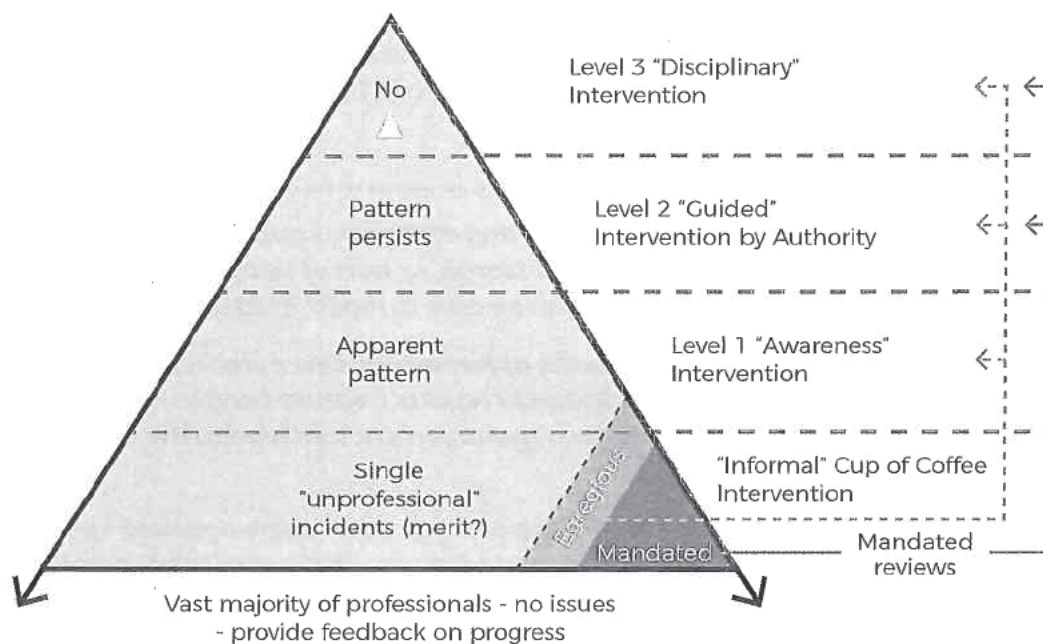 No
Level 3 "Disciplinary"
Intervention
Pattern
persists
Level 2 "Guided"
Intervention by Authority
Apparent
pattern
Level 1 "Awareness"
Intervention
Single
"unprofessional"
incidents (merit?)
Egregious
Mandated
"Informal" Cup of Coffee
Intervention
Mandated
reviews
Vast majority of professionals - no issues
- provide feedback on progress